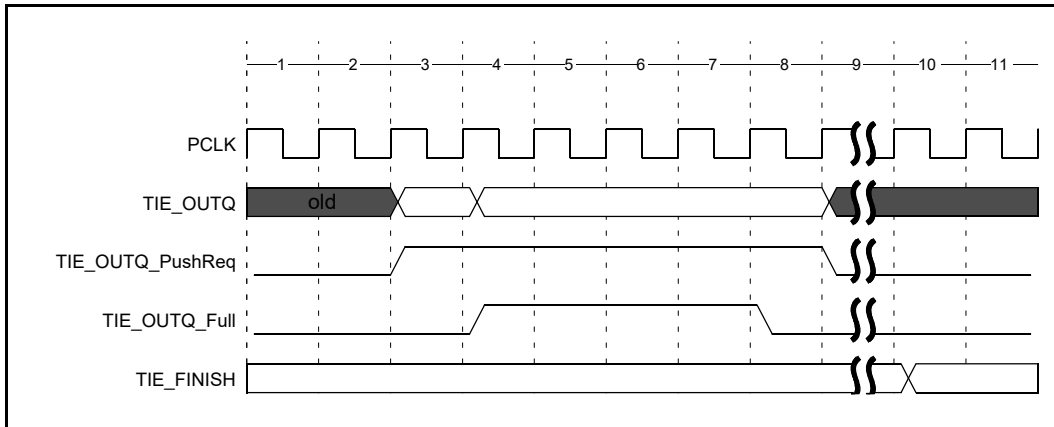 1 2 3 4 5 6 7 8 9 10 11
PCLK
TIE_OUTQ
old
TIE_OUTQ_PushReq
TIE_OUTQ_Full
TIE_FINISH